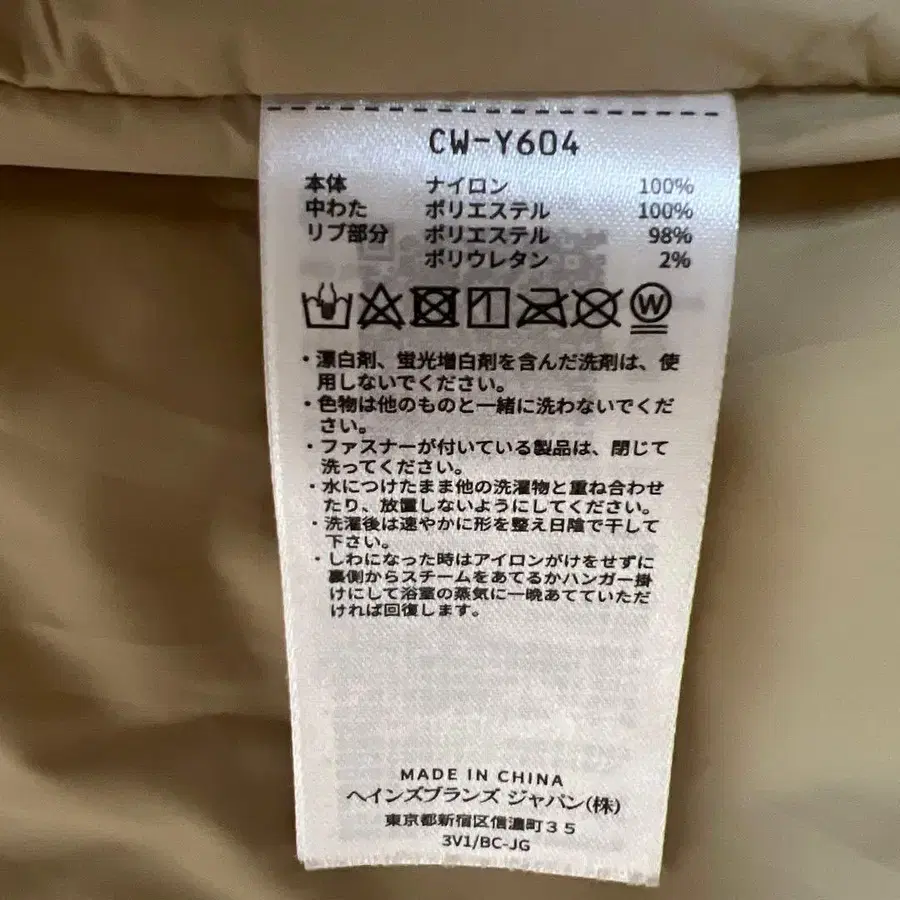 CW-Y604
本体 ナイロン 100%
中わた ポリエステル 100%
リブ部分 ポリエステル 98%
ポリウレタン 2%
W
・漂白剤、蛍光増白剤を含んだ洗剤は、使
用しないでください。
・色物は他のものと一緒に洗わないでくだ
さい。
・ファスナーが付いている製品は、閉じて
洗ってください。
・水につけたまま他の洗濯物と重ね合わせ
たり、放置しないようにしてください。
・洗濯後は速やかに形を整え日陰で干して
下さい。
・しわになった時はアイロンがけをせずに
裏側からスチームをあてるかハンガー掛
けにして浴室の蒸気に一晩あてていただ
ければ回復します。
MADE IN CHINA
ヘインズブランズ ジャパン(株)
東京都新宿区信濃町35
3V1/BC-JG